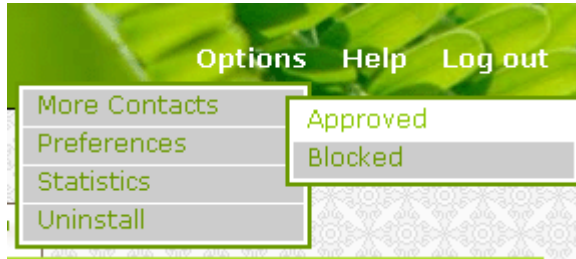 Options Help Log out
More Contacts
Preferences
Statistics
Uninstall
Approved
Blocked